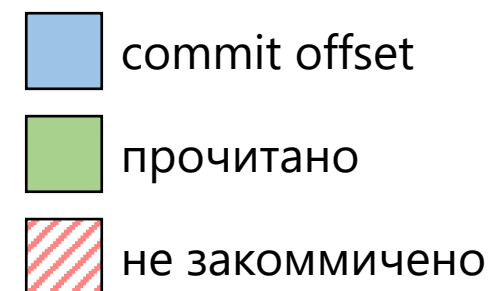 commit offset
прочитано
не закоммичено